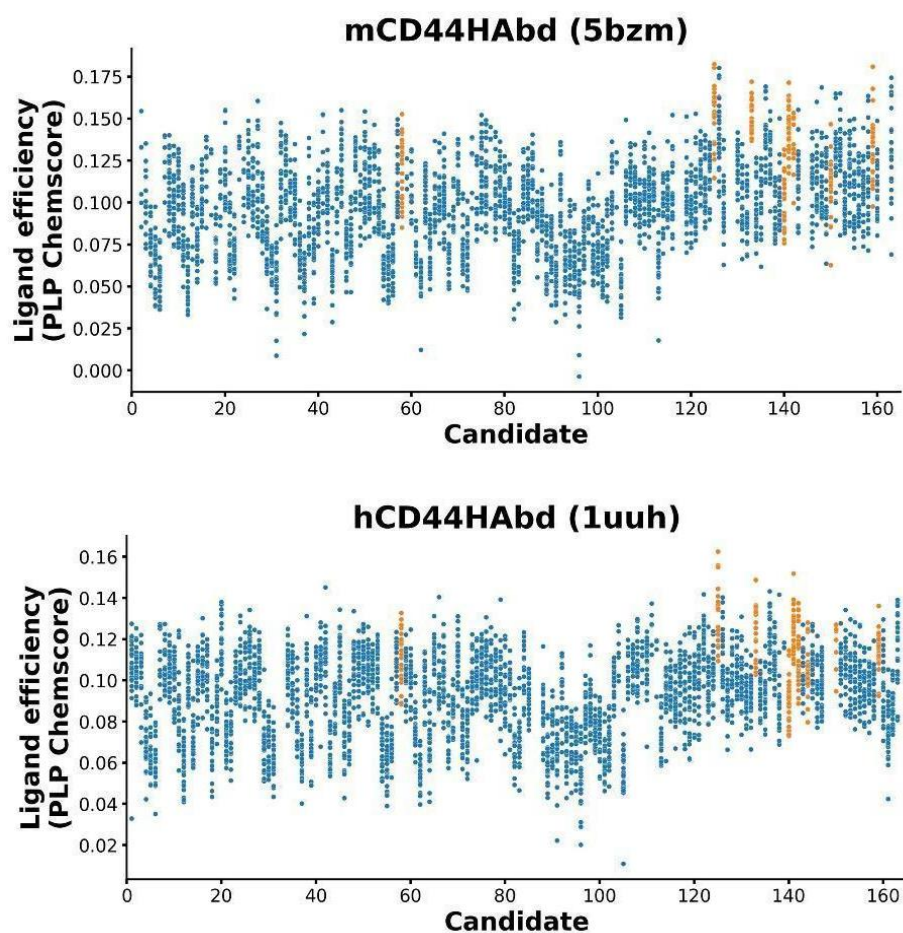 mCD44HAbd (5bzm)
0.175
0.150
0.125
0.100
0.075
0.050
0.025
0.000
Ligand efficiency
(PLP Chemscore)
0 20 40 60 80 100 120 140 160
Candidate
hCD44HAbd (1uuh)
0.16
0.14
0.12
0.10
0.08
0.06
0.04
0.02
Ligand efficiency
(PLP Chemscore)
0 20 40 60 80 100 120 140 160
Candidate